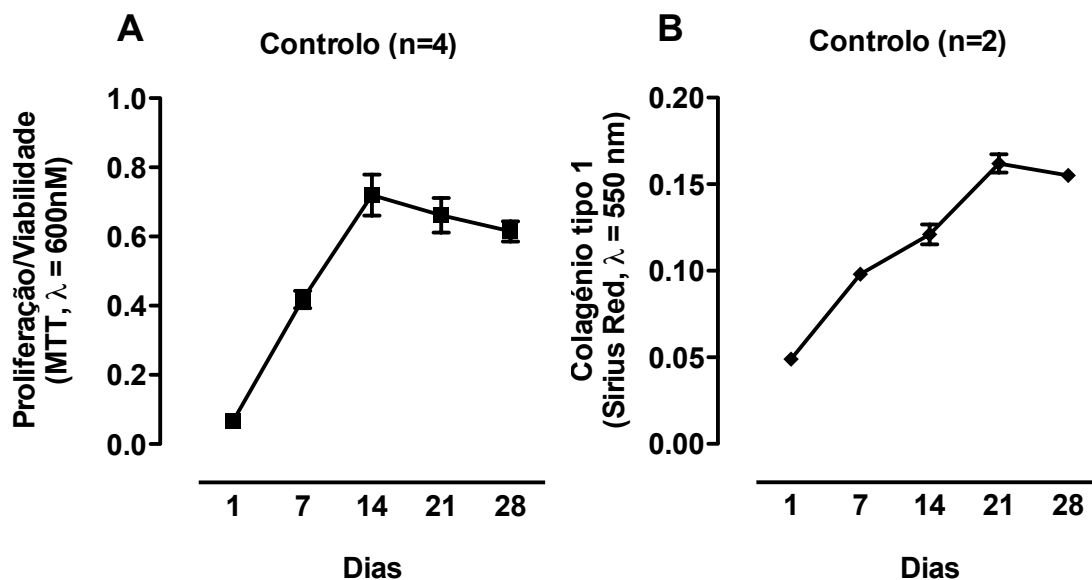 A
Controlo (n=4)
Proliferação/Viabilidade
(MTT, λ = 600nM)
1.0
0.8
0.6
0.4
0.2
0.0
1 7 14 21 28
Dias
B
Controlo (n=2)
Colagénio tipo 1
(Sirius Red, λ = 550 nm)
0.20
0.15
0.10
0.05
0.00
1 7 14 21 28
Dias